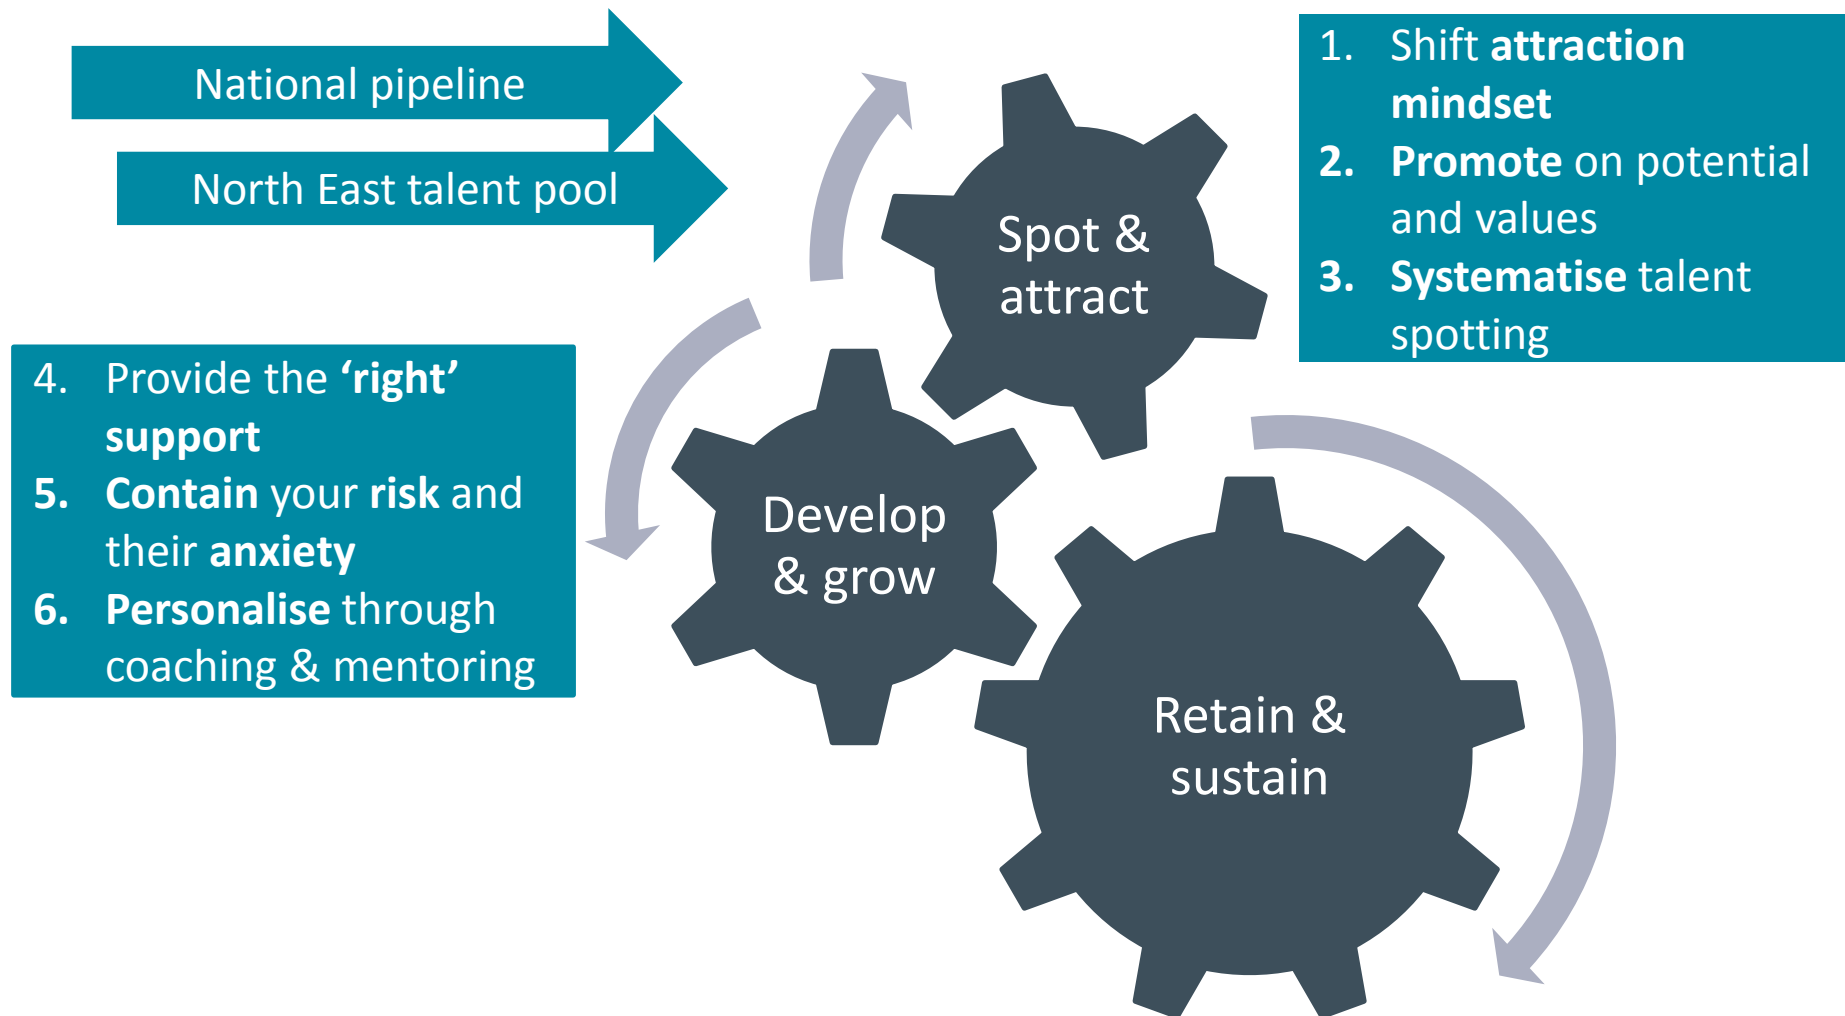 National pipeline
North East talent pool
1. Shift attraction
mindset
2. Promote on potential
and values
3. Systematise talent
spotting
Spot &
attract
4. Provide the ‘right’
support
5. Contain your risk and
their anxiety
6. Personalise through
coaching & mentoring
Develop
& grow
Retain &
sustain